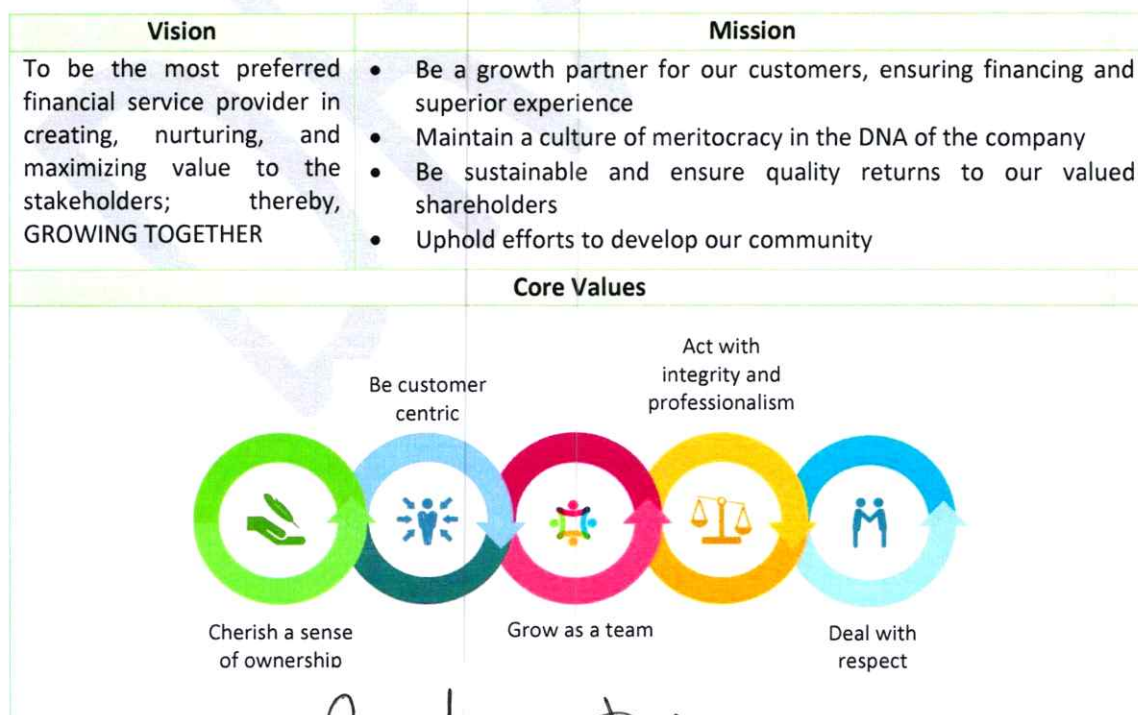 Vision
Mission
To be the most preferred
financial service provider in
creating, nurturing, and
maximizing value to the
stakeholders; thereby,
GROWING TOGETHER
• Be a growth partner for our customers, ensuring financing and
superior experience
• Maintain a culture of meritocracy in the DNA of the company
• Be sustainable and ensure quality returns to our valued
shareholders
• Uphold efforts to develop our community
Core Values
Be customer
centric
Act with
integrity and
professionalism
Cherish a sense
of ownership
Grow as a team
Deal with
respect